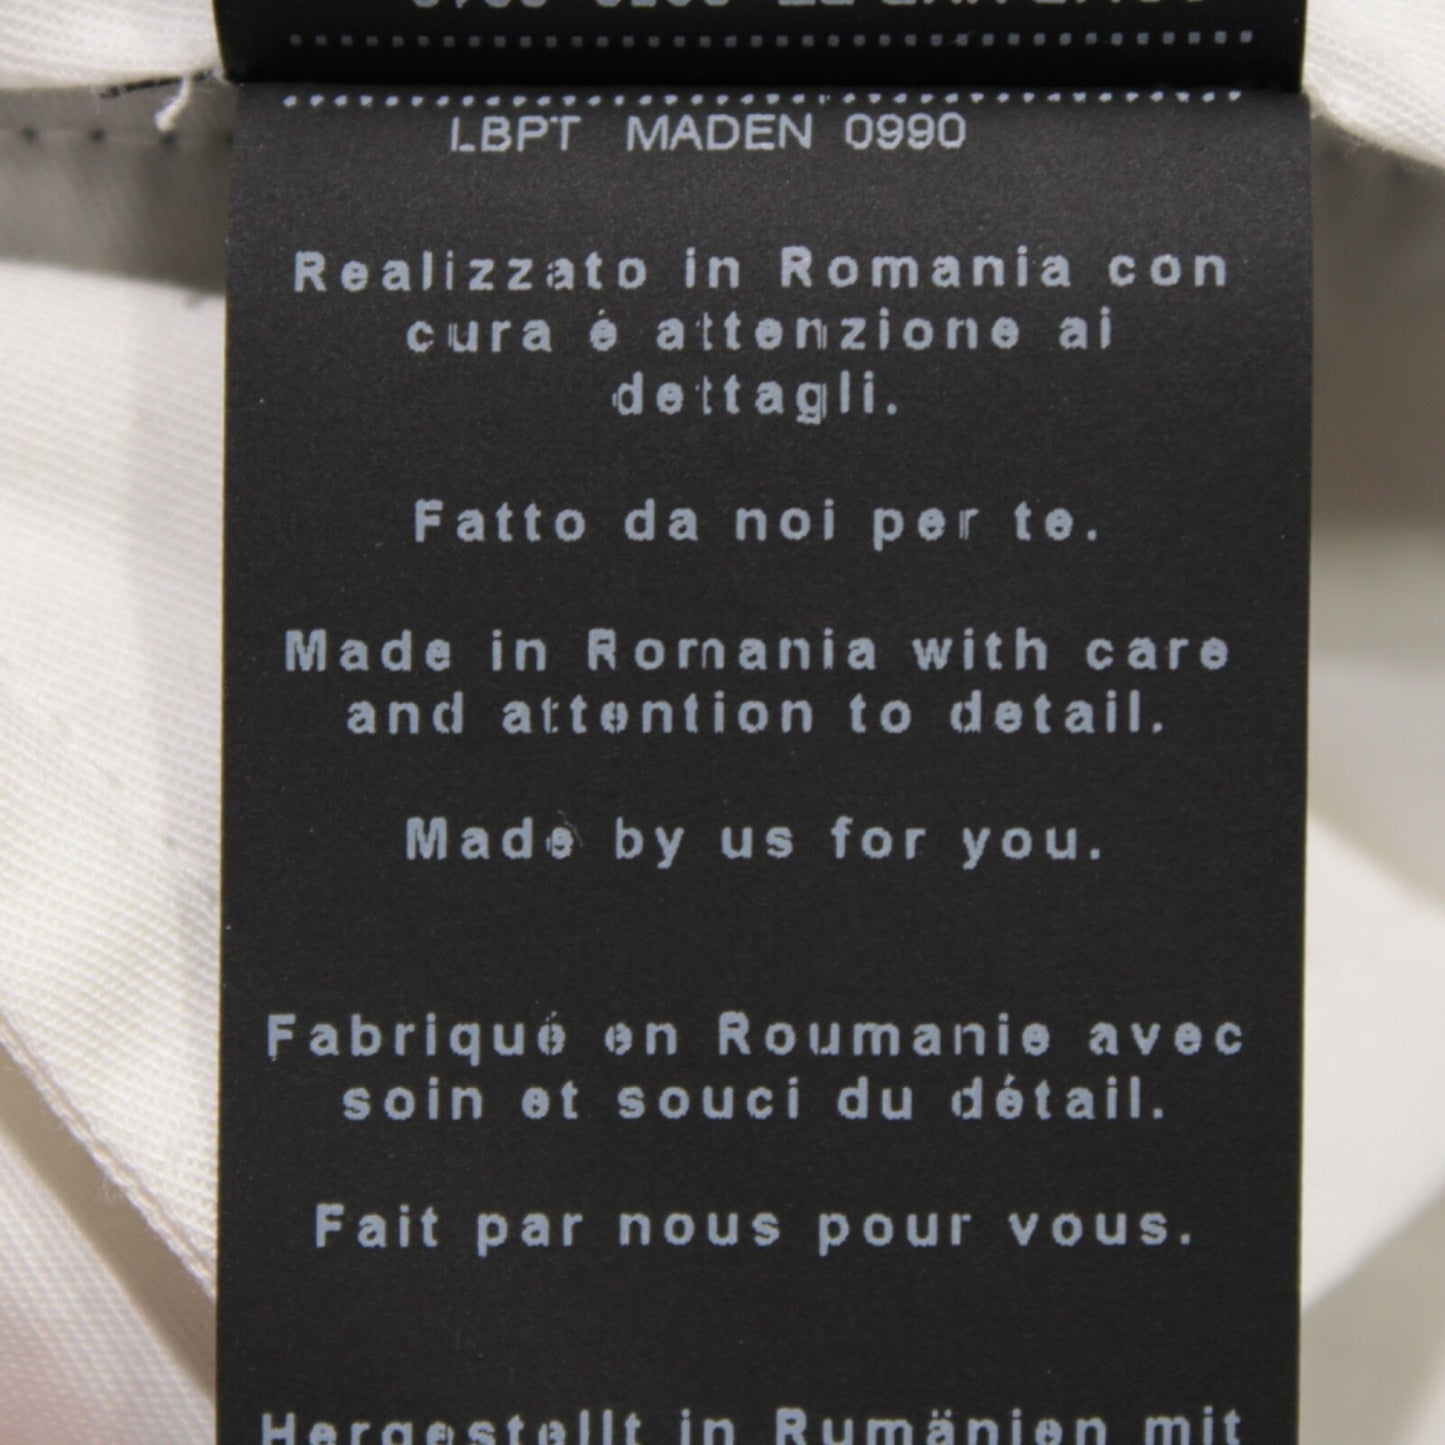 LBPT MADEN 0990
Realizzato in Romania con
cura e attenzione ai
dettagli.
Fatto da noi per te.
Made in Romania with care
and attention to detail.
Made by us for you.
Fabriqué en Roumanie avec
soin et souci du détail.
Fait par nous pour vous.
Hergestellt in Rumänien mit